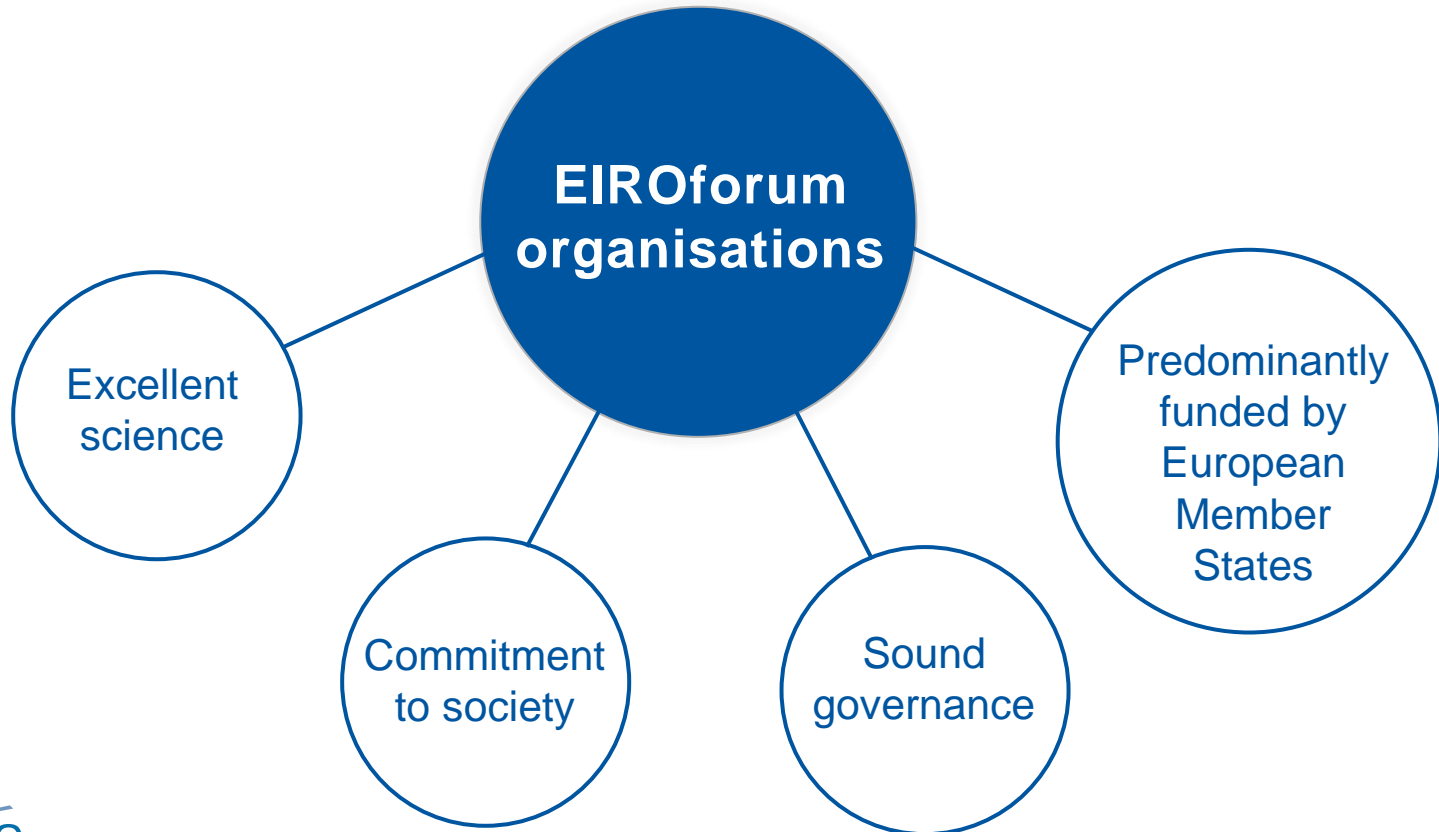 EIROforum
organisations
Excellent
science
Commitment
to society
Sound
governance
Predominantly
funded by
European
Member
States